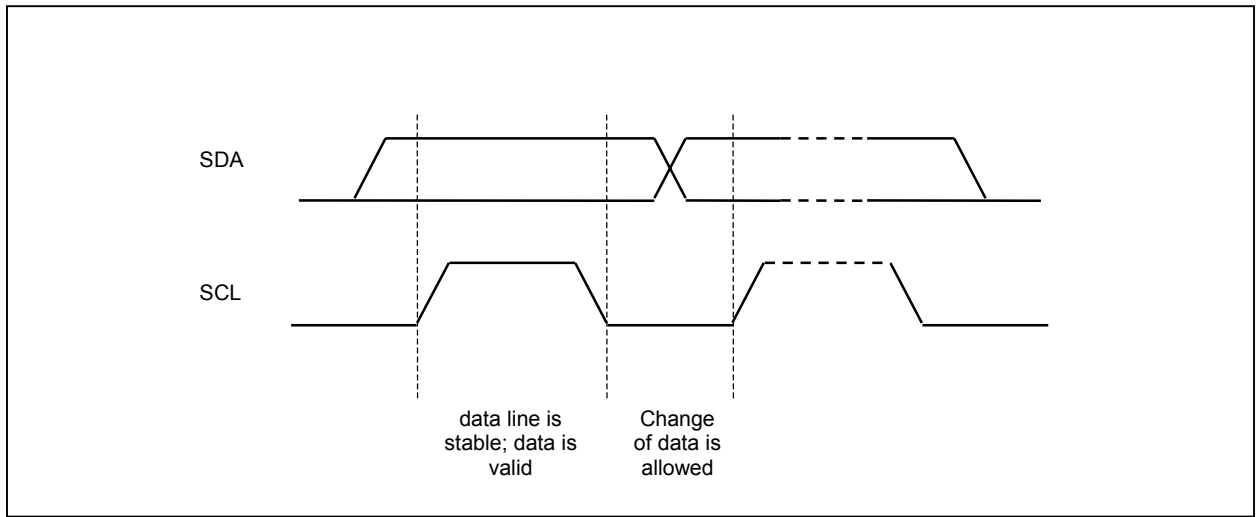 SDA
SCL
data line is
stable; data is
valid
Change
of data is
allowed